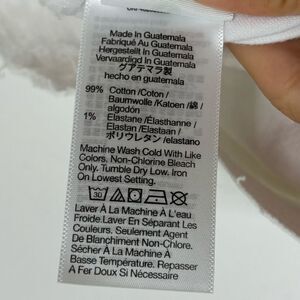 Made In Guatemala
Fabriqué Au Guatemala
Hergestellt In Guatemala
Vervaardigd In Guatemala
グアテマラ製
hecho en guatemala
99% Cotton /Coton /
Baumwolle /Katoen / 綿 /
algodón
1% Elastane /Élasthanne /
Elastan /Elastaan /
ポリウレタン /elastano
Machine Wash Cold With Like
Colors. Non-Chlorine Bleach
Only. Tumble Dry Low. Iron
On Lowest Setting.
30
Laver À La Machine À L'eau
Froide.Laver En Séparant Les
Couleurs. Seulement Agent
De Blanchiment Non-Chlore.
Sécher À La Machine À
Basse Température. Repasser
A Fer Doux Si Nécessaire